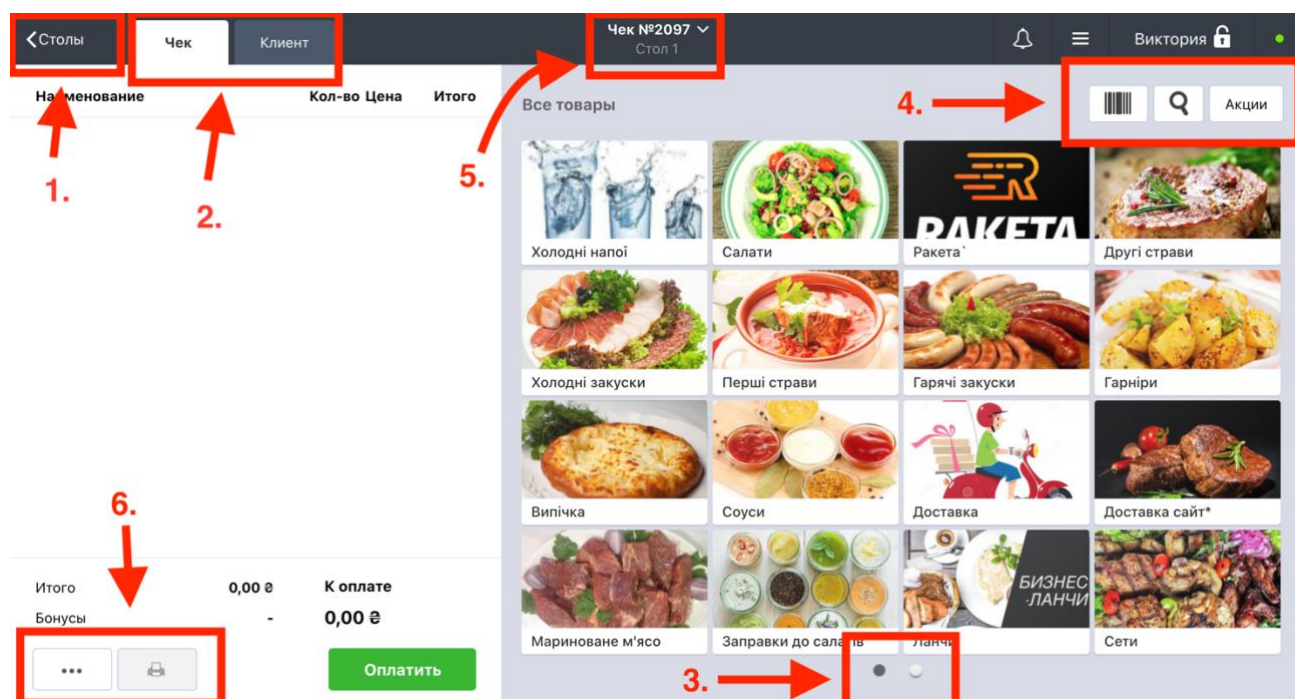 Столы
Чек
Клиент
Чек №2097
Стол 1
Виктория
Наименование
Кол-во Цена Итого
1.
2.
5.
4.
Все товары
Акции
Холодні напої
Салати
RAKETA
Ракета`
Другі страви
Холодні закуски
Перші страви
Гарячі закуски
Гарніри
Випічка
Соуси
Доставка
Доставка сайт*
БИЗНЕС
-ЛАНЧИ
Мариноване м'ясо
Заправки до салатів
Ланчи
Сети
6.
Итого 0,00 ₴
К оплате
Бонусы -
0,00 ₴
Оплатить
3.